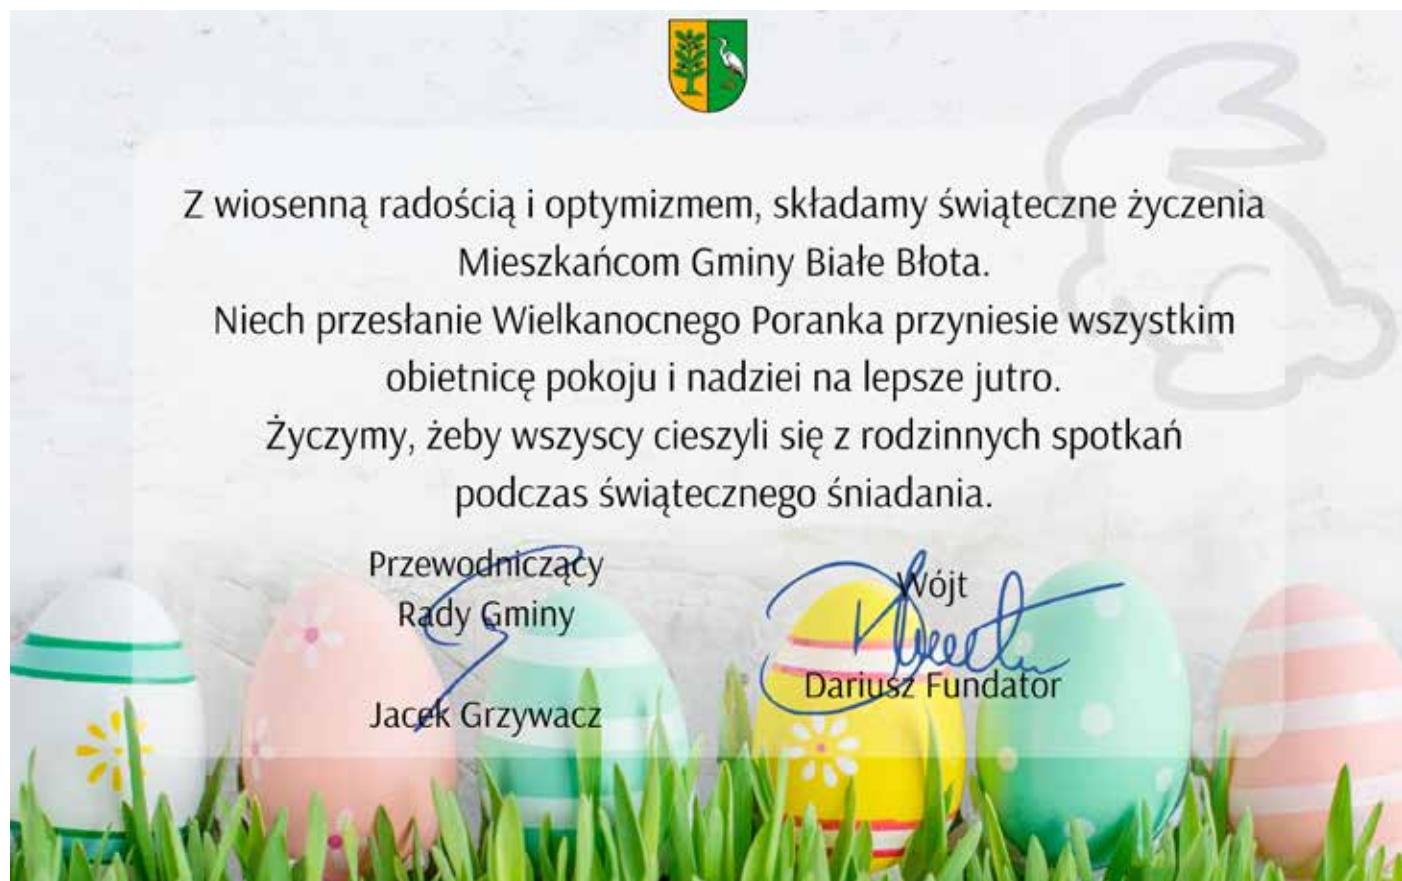 Z wiosenną radością i optymizmem, składamy świąteczne życzenia
Mieszkańcom Gminy Białe Błota.
Niech przesłanie Wielkanocnego Poranka przyniesie wszystkim
obietnicę pokoju i nadziei na lepsze jutro.
Życzymy, żeby wszyscy cieszyli się z rodzinnych spotkań
podczas świątecznego śniadania.
Przewodniczący
Rady Gminy
Jacek Grzywacz
Wójt
Dariusz Fundator